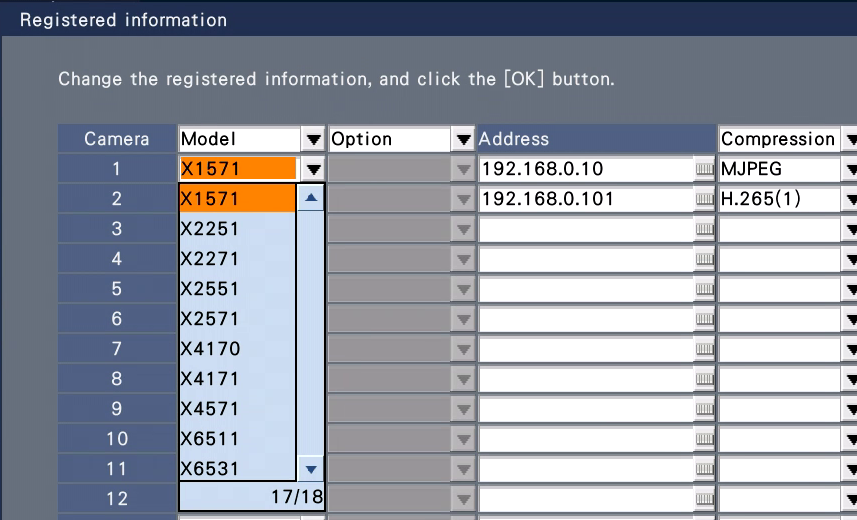 Registered information
Change the registered information, and click the [OK] button.
Camera Model Option Address Compression
1 X1571 192.168.0.10 MJPEG
2 X1571 192.168.0.101 H.265(1)
3 X2251
4 X2271
5 X2551
6 X2571
7 X4170
8 X4171
9 X4571
10 X6511
11 X6531
12 17/18